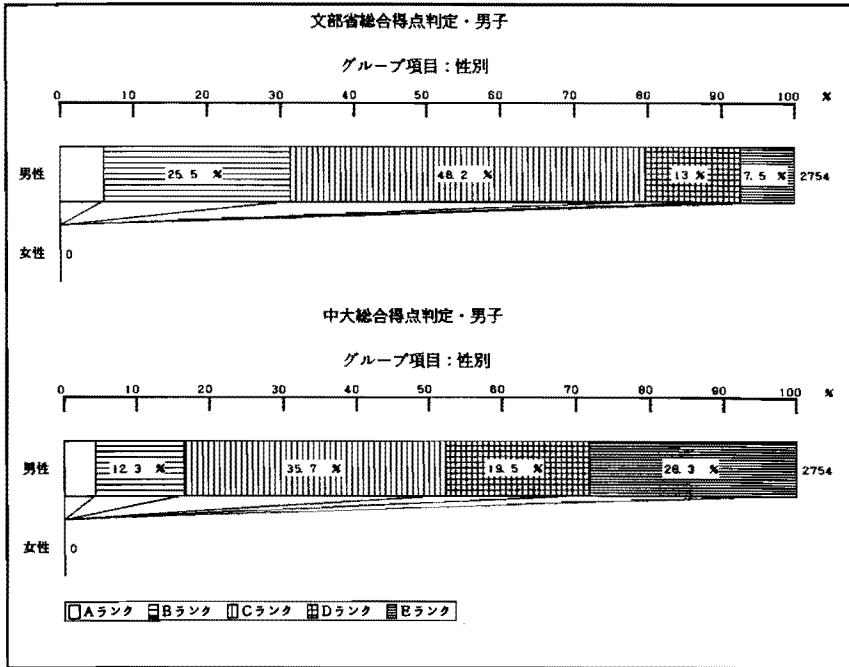 文部省総合得点判定・男子
グループ項目：性別
0 10 20 30 40 50 60 70 80 90 100 %
男性 25.5 % 48.2 % 13 % 7.5 % 2754
女性 0
中大総合得点判定・男子
グループ項目：性別
0 10 20 30 40 50 60 70 80 90 100 %
男性 12.3 % 35.7 % 19.5 % 28.3 % 2754
女性 0
Aランク Bランク Cランク Dランク Eランク